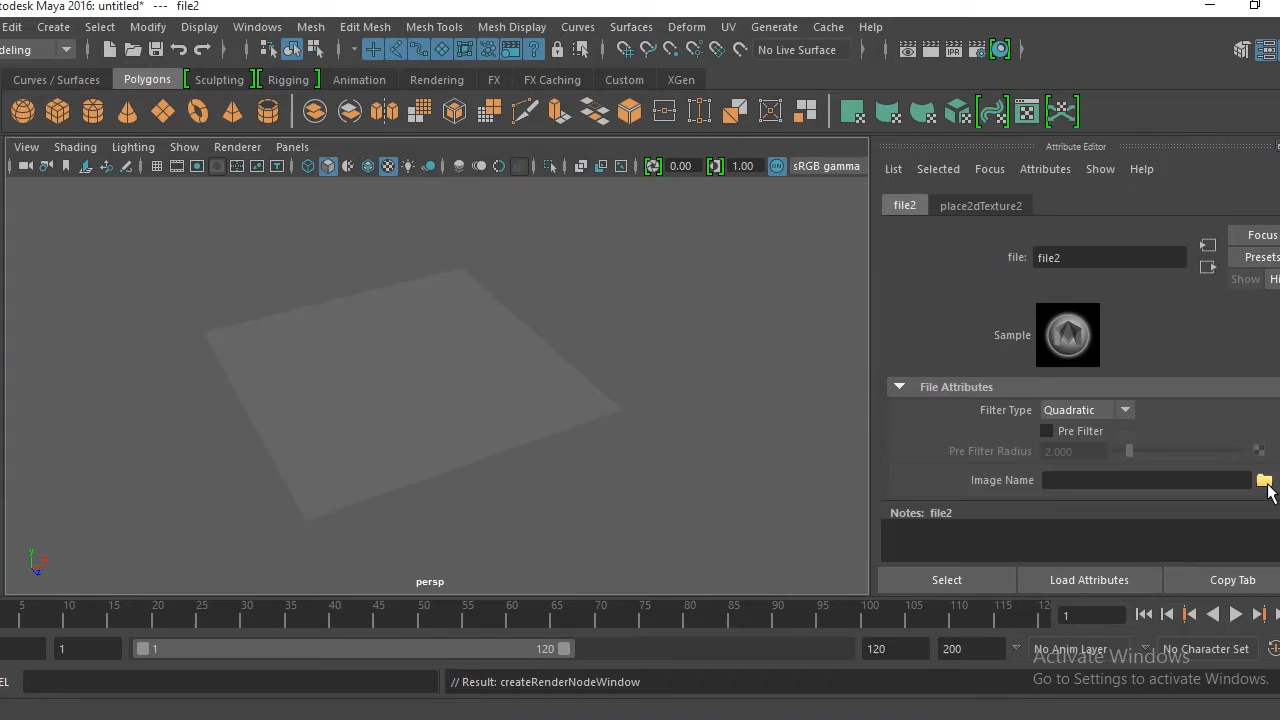 todesk Maya 2016: untitled* --- file2
Edit Create Select Modify Display Windows Mesh Edit Mesh Mesh Tools Mesh Display Curves Surfaces Deform UV Generate Cache Help
deling No Live Surface
Curves / Surfaces Polygons Sculpting Rigging Animation Rendering FX FX Caching Custom XGen
View Shading Lighting Show Renderer Panels
0.00 1.00 ON sRGB gamma
Attribute Editor
List Selected Focus Attributes Show Help
file2 place2dTexture2
Focus
file: file2
Presets
Show Hi
Sample
File Attributes
Filter Type Quadratic
Pre Filter
Pre Filter Radius 2.000
Image Name
Notes: file2
Select Load Attributes Copy Tab
y
x
z
persp
5 10 15 20 25 30 35 40 45 50 55 60 65 70 75 80 85 90 95 100 105 110 115 12
1
1 1 120 120 200 No Anim Layer No Character Set
Activate Windows
Go to Settings to activate Windows.
EL // Result: createRenderNodeWindow